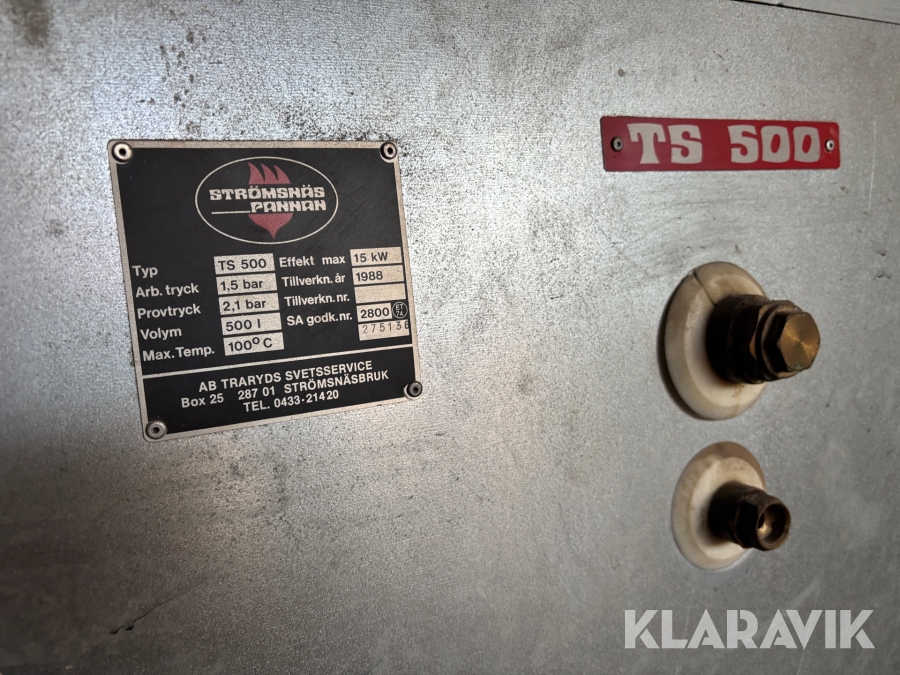 TS 500
STRÖMSNÄS
PANNAN
Typ TS 500 Effekt max 15 kW
Arb. tryck 1,5 bar Tillverkn. år 1988
Provtryck 2,1 bar Tillverkn. nr.
Volym 500 l SA godk. nr. 2800 ET 74
Max. Temp. 100°C 275136
AB TRARYDS SVETSSERVICE
Box 25 287 01 STRÖMSNÄSBRUK
TEL. 0433-21420
KLARAVIK